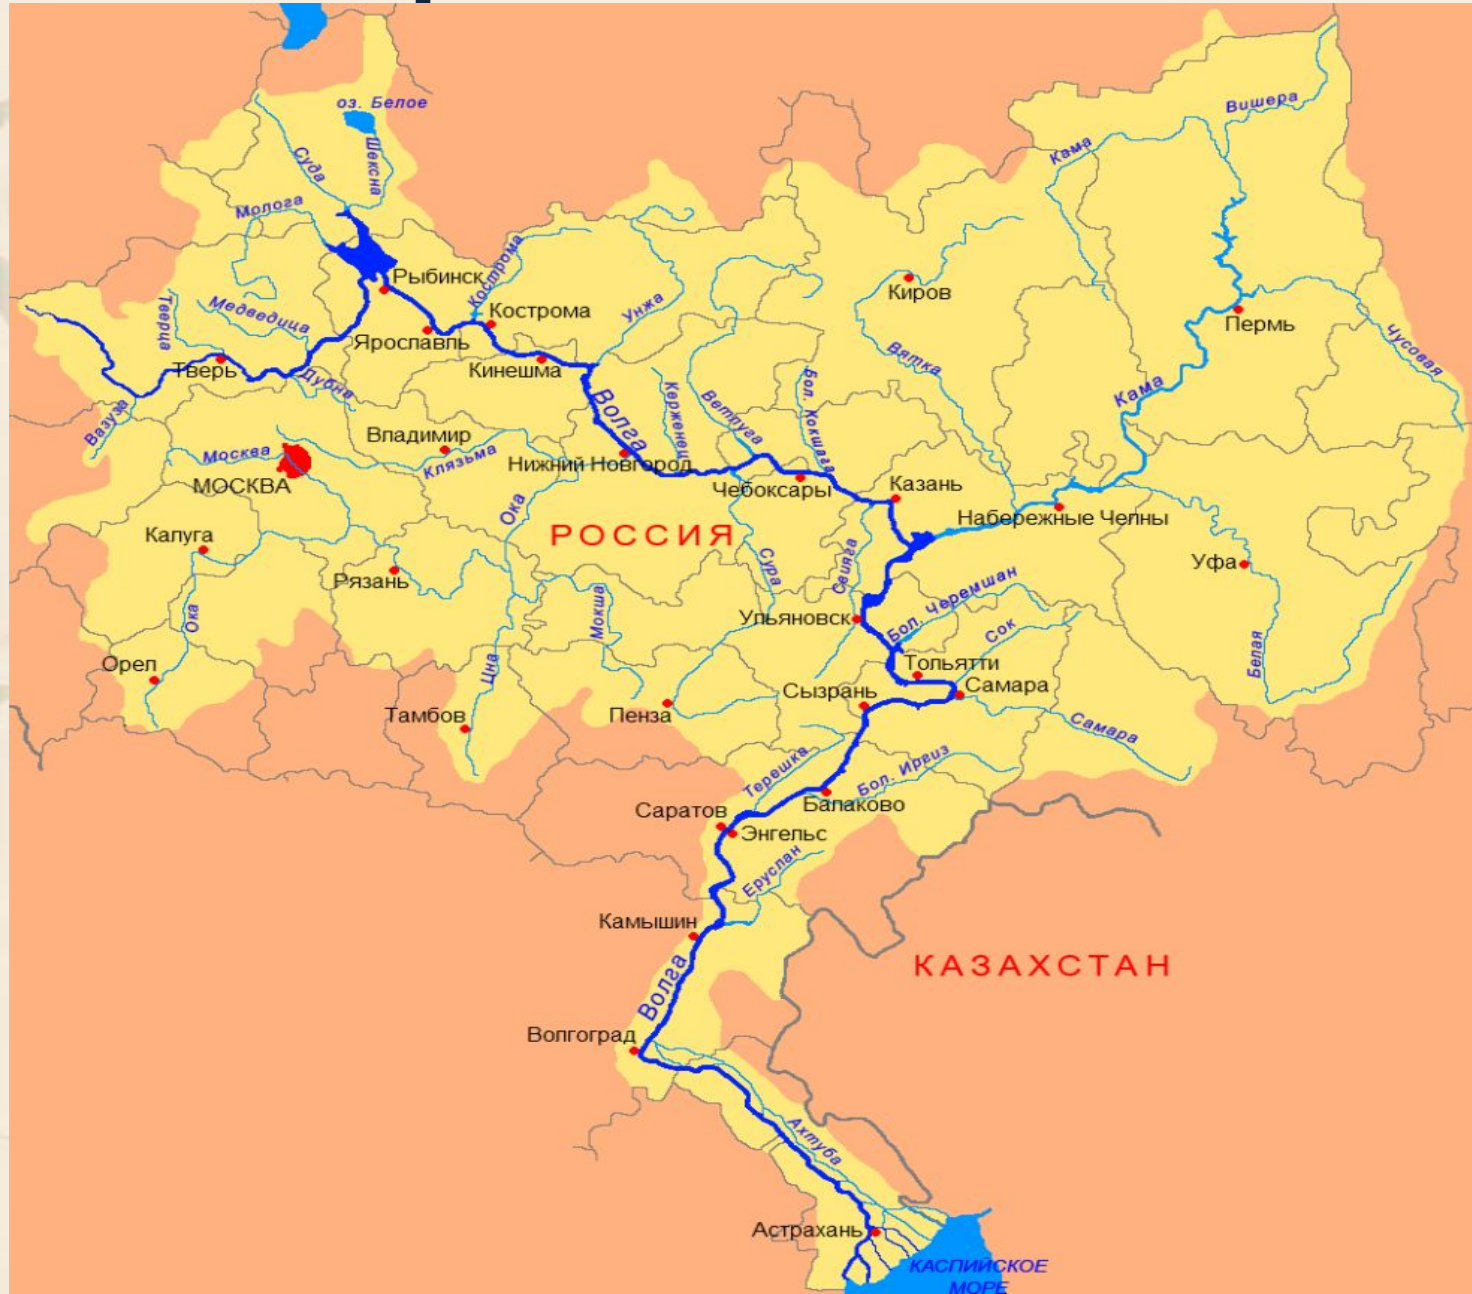 оз. Белое
Вишера
Суда
Шексна
Кама
Молога
Рыбинск
Кострома
Киров
Медведица
Тверца
Кострома
Унжа
Пермь
Чусовая
Ярославль
Вятка
Тверь
Кинешма
Дубна
Кама
Вазуза
Волга
Керженец
Ветлуга
Бол. Кокшага
Владимир
Москва
Клязьма
Нижний Новгород
МОСКВА
Чебоксары
Казань
Ока
Набережные Челны
РОССИЯ
Калуга
Уфа
Сура
Свияга
Рязань
Ока
Мокша
Ульяновск
Бол. Черемшан
Сок
Белая
Орел
Цна
Тольятти
Сызрань
Самара
Тамбов
Пенза
Самара
Терешка
Бол. Иргиз
Балаково
Саратов
Энгельс
Еруслан
Камышин
КАЗАХСТАН
Волга
Волгоград
Ахтуба
Астрахань
КАСПИЙСКОЕ
МОРЕ